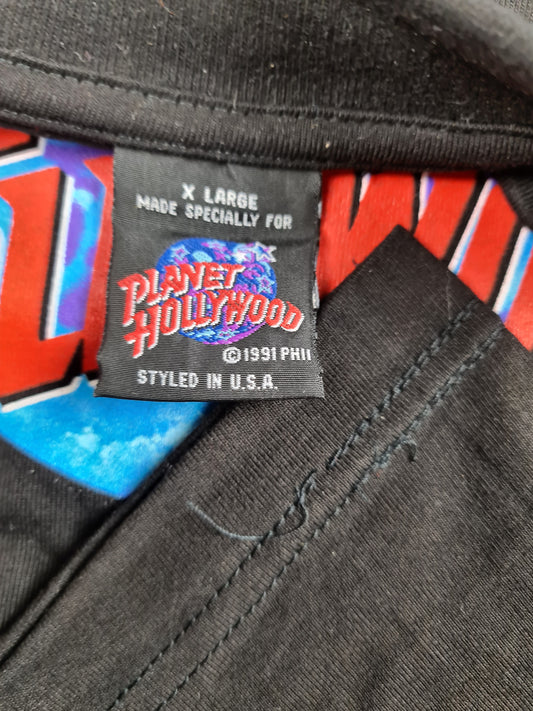 X LARGE
MADE SPECIALLY FOR
PLANET
HOLLYWOOD
©1991 PHII
STYLED IN U.S.A.